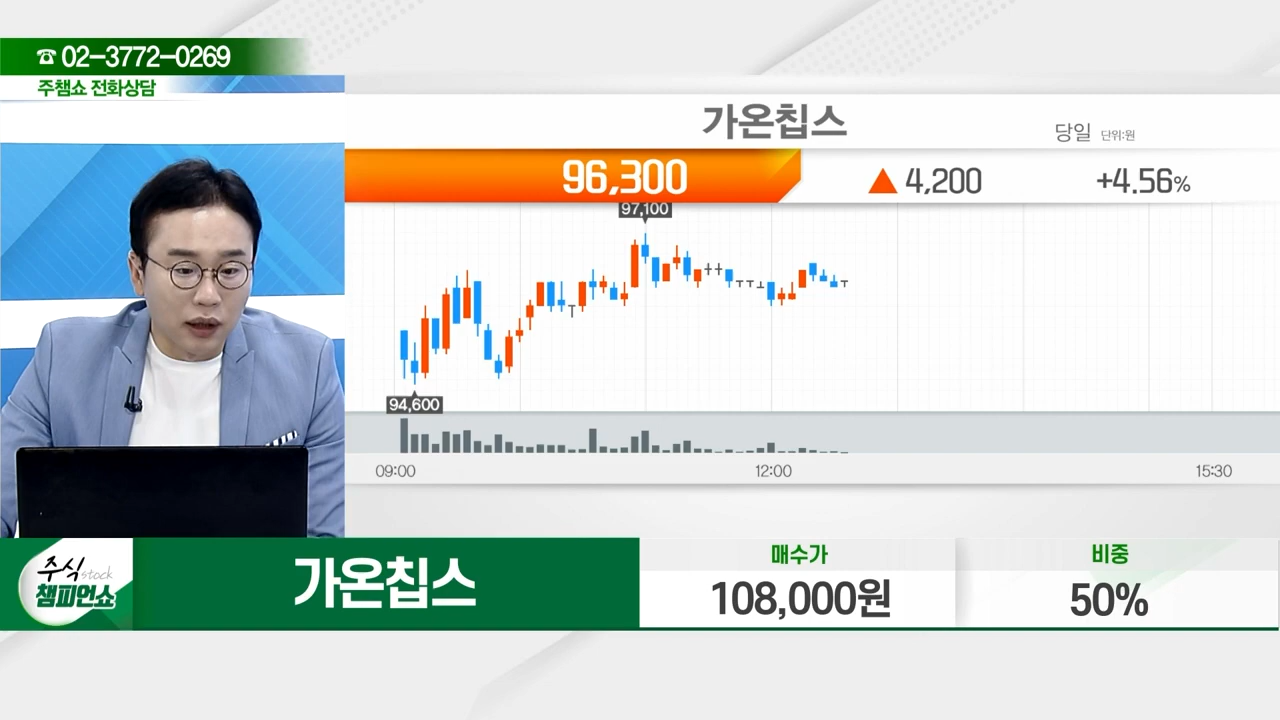 ☎ 02-3772-0269
주챔쇼 전화상담
가온칩스
당일 단위:원
96,300 ▲ 4,200 +4.56%
97,100
94,600
09:00 12:00 15:30
주식 stock
챔피언쇼
가온칩스
매수가
108,000원
비중
50%